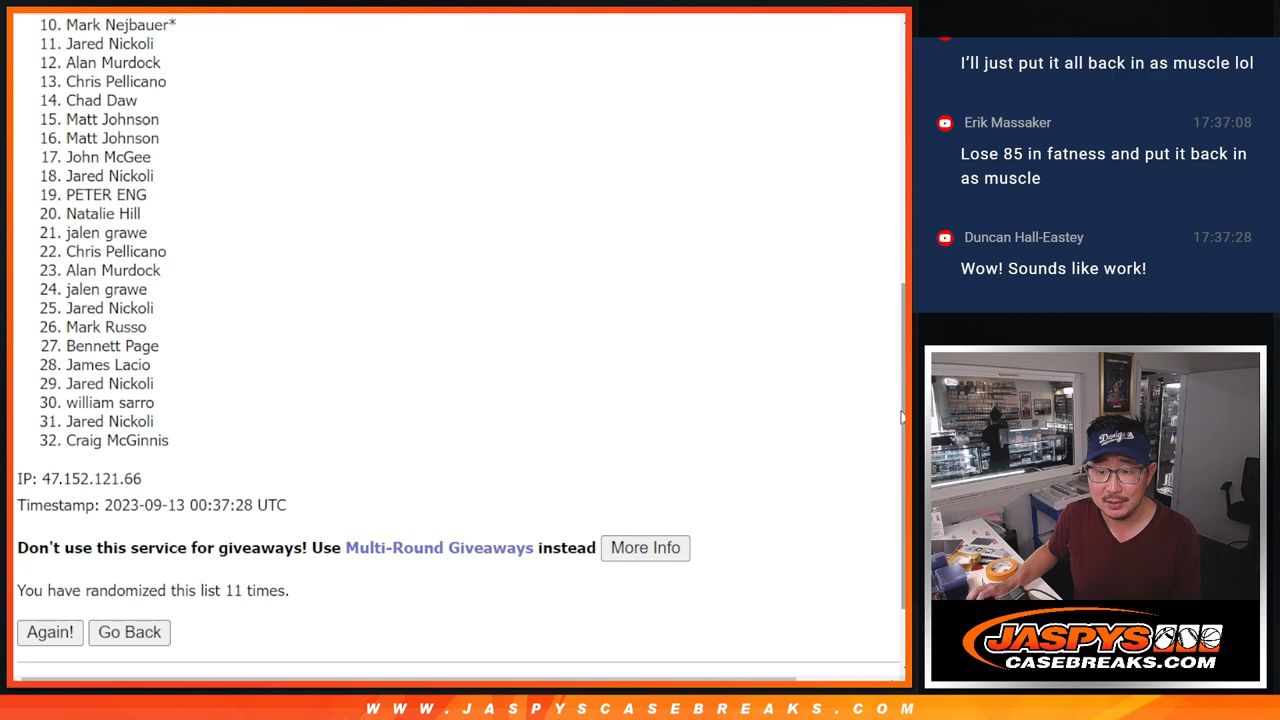 10. Mark Nejbauer*
11. Jared Nickoli
12. Alan Murdock
13. Chris Pellicano
14. Chad Daw
15. Matt Johnson
16. Matt Johnson
17. John McGee
18. Jared Nickoli
19. PETER ENG
20. Natalie Hill
21. jalen grawe
22. Chris Pellicano
23. Alan Murdock
24. jalen grawe
25. Jared Nickoli
26. Mark Russo
27. Bennett Page
28. James Lacio
29. Jared Nickoli
30. william sarro
31. Jared Nickoli
32. Craig McGinnis
IP: 47.152.121.66
Timestamp: 2023-09-13 00:37:28 UTC
Don't use this service for giveaways! Use Multi-Round Giveaways instead More Info
You have randomized this list 11 times.
Again! Go Back
I'll just put it all back in as muscle lol
Erik Massaker 17:37:08
Lose 85 in fatness and put it back in
as muscle
Duncan Hall-Eastey 17:37:28
Wow! Sounds like work!
Dodgers
JASPYS
CASEBREAKS.COM
WWW.JASPYSCASEBREAKS.COM